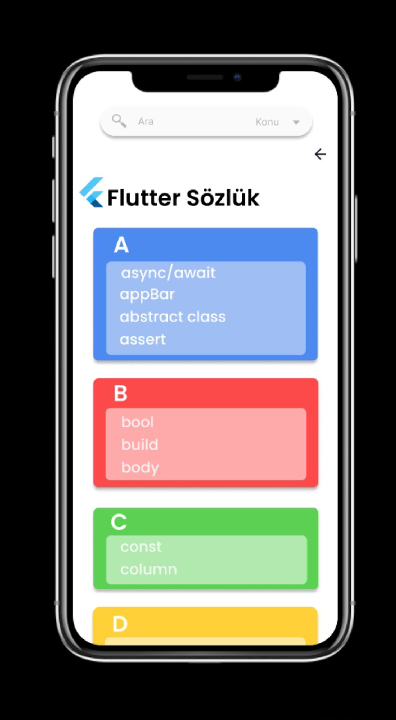 Ara
Konu
Flutter Sözlük
A
async/await
appBar
abstract class
assert
B
bool
build
body
C
const
column
D